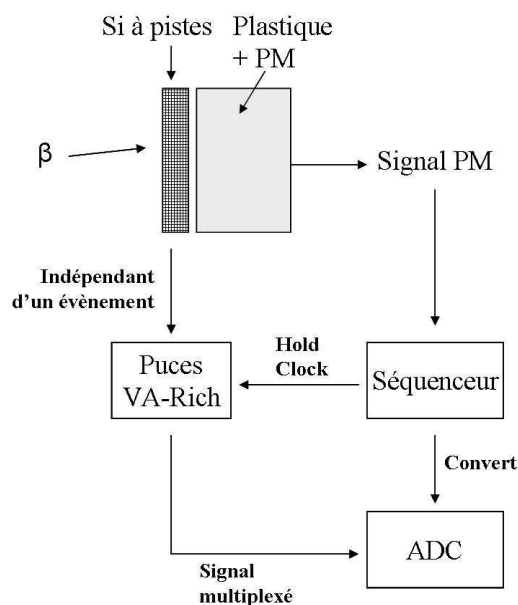 Si à pistes
Plastique
+ PM
β
Signal PM
Indépendant
d'un évènement
Hold
Clock
Puces
VA-Rich
Séquenceur
Convert
ADC
Signal
multiplexé